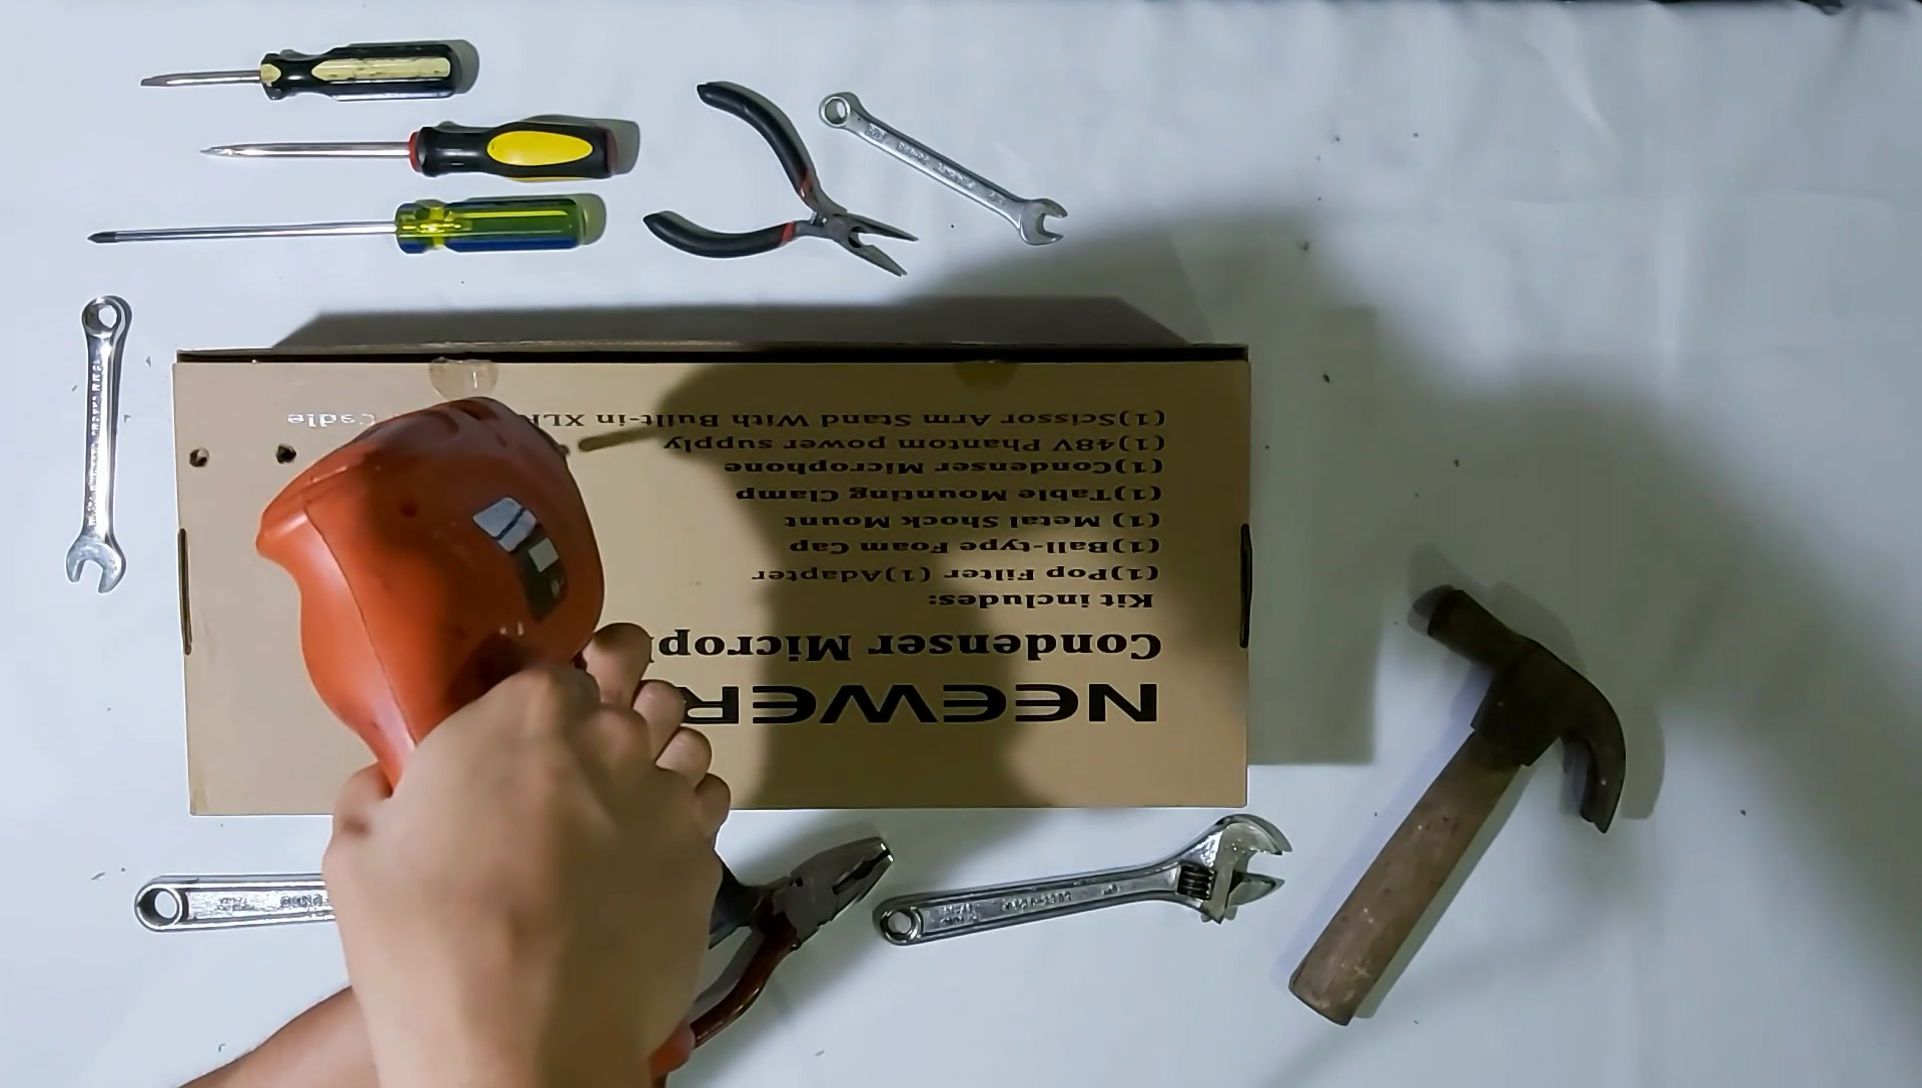 NEEWER
Condenser Microp
Kit includes:
(1)Pop Filter (1)Adapter
(1)Ball-type Foam Cap
(1) Metal Shock Mount
(1)Table Mounting Clamp
(1)Condenser Microphone
(1)48V Phantom power supply
(1)Scissor Arm Stand With Built-in XLR Cable